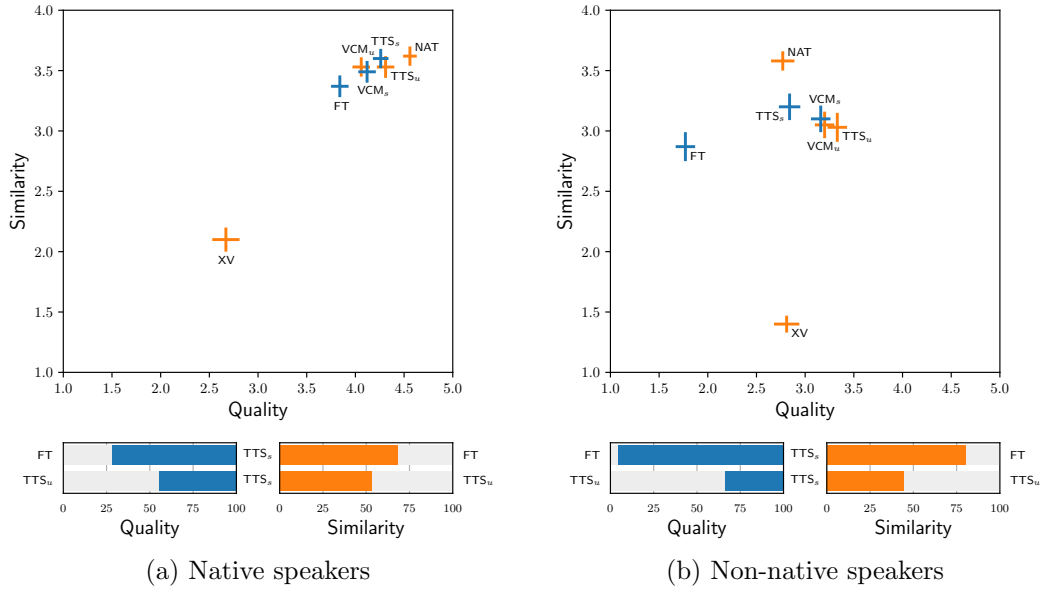 4.0
3.5
3.0
2.5
2.0
1.5
1.0
Similarity
TTSₛ
NAT
VCMᵤ
TTSᵤ
VCMₛ
FT
XV
1.0 1.5 2.0 2.5 3.0 3.5 4.0 4.5 5.0
Quality
FT TTSₛ FT
TTSᵤ TTSₛ TTSᵤ
0 25 50 75 100 0 25 50 75 100
Quality Similarity
(a) Native speakers
4.0
3.5
3.0
2.5
2.0
1.5
1.0
Similarity
NAT
VCMₛ
TTSₛ
TTSᵤ
VCMᵤ
FT
XV
1.0 1.5 2.0 2.5 3.0 3.5 4.0 4.5 5.0
Quality
FT TTSₛ FT
TTSᵤ TTSₛ TTSᵤ
0 25 50 75 100 0 25 50 75 100
Quality Similarity
(b) Non-native speakers